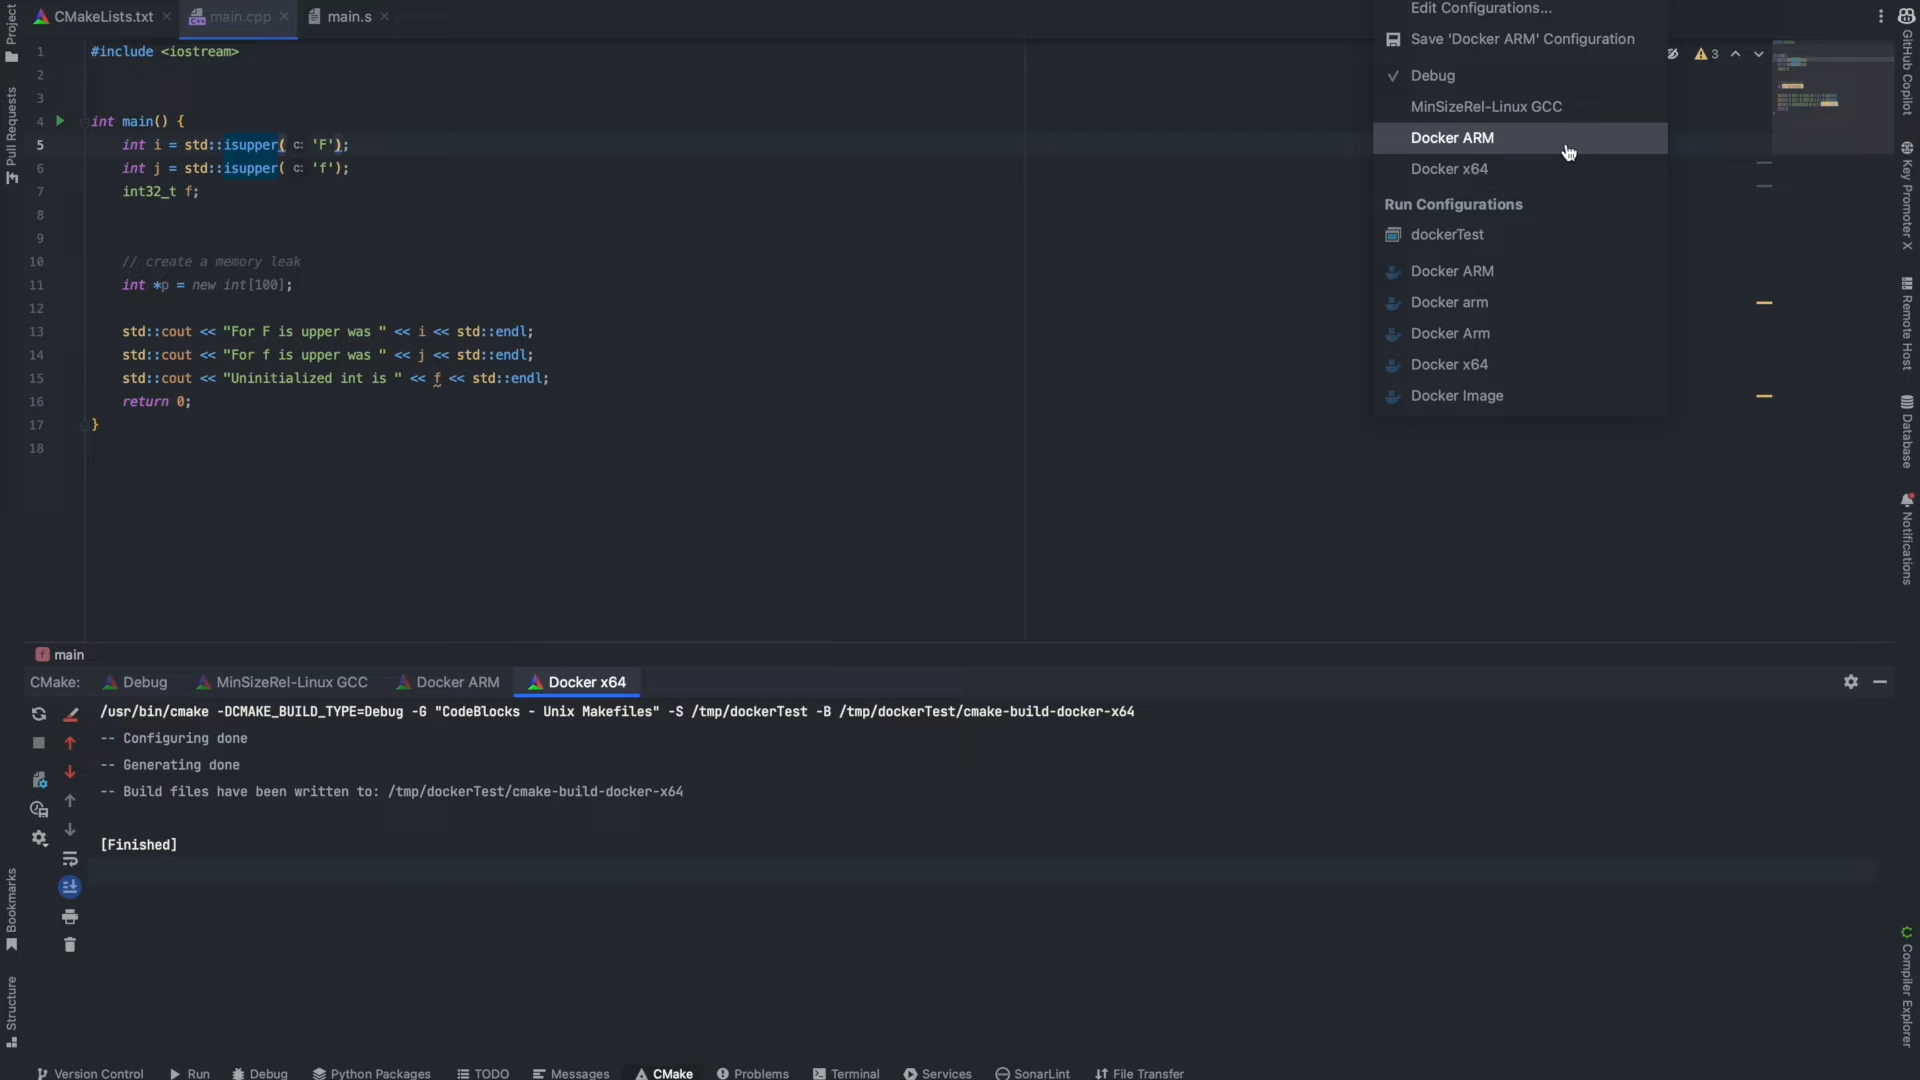 CMakeLists.txt
main.cpp
main.s
Edit Configurations...
Save 'Docker ARM' Configuration
3
Debug
MinSizeRel-Linux GCC
Docker ARM
Docker x64
Run Configurations
dockerTest
Docker ARM
Docker arm
Docker Arm
Docker x64
Docker Image
Project
Pull Requests
Bookmarks
Structure
GitHub Copilot
Key Promoter X
Remote Host
Database
Notifications
Compiler Explorer
1 #include <iostream>
2
3
4 int main() {
5 int i = std::isupper( c: 'F');
6 int j = std::isupper( c: 'f');
7 int32_t f;
8
9
10 // create a memory leak
11 int *p = new int[100];
12
13 std::cout << "For F is upper was " << i << std::endl;
14 std::cout << "For f is upper was " << j << std::endl;
15 std::cout << "Uninitialized int is " << f << std::endl;
16 return 0;
17 }
18
f main
CMake: Debug MinSizeRel-Linux GCC Docker ARM Docker x64
/usr/bin/cmake -DCMAKE_BUILD_TYPE=Debug -G "CodeBlocks - Unix Makefiles" -S /tmp/dockerTest -B /tmp/dockerTest/cmake-build-docker-x64
-- Configuring done
-- Generating done
-- Build files have been written to: /tmp/dockerTest/cmake-build-docker-x64
[Finished]
Version Control Run Debug Python Packages TODO Messages CMake Problems Terminal Services SonarLint File Transfer